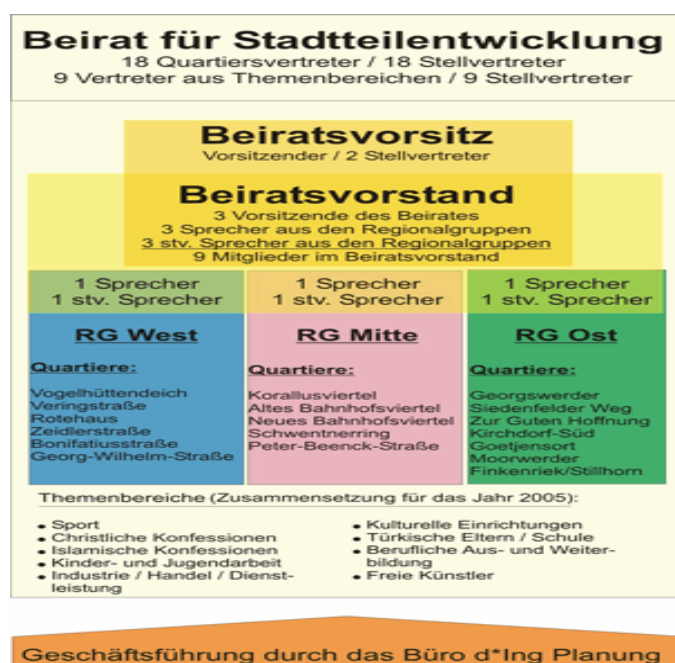 Beirat für Stadtteilentwicklung
18 Quartiersvertreter / 18 Stellvertreter
9 Vertreter aus Themenbereichen / 9 Stellvertreter
Beiratsvorsitz
Vorsitzender / 2 Stellvertreter
Beiratsvorstand
3 Vorsitzende des Beirates
3 Sprecher aus den Regionalgruppen
3 stv. Sprecher aus den Regionalgruppen
9 Mitglieder im Beiratsvorstand
1 Sprecher
1 stv. Sprecher
RG West
Quartiere:
Vogelhüttendeich
Veringstraße
Rotehaus
Zeidlerstraße
Bonifatiusstraße
Georg-Wilhelm-Straße
1 Sprecher
1 stv. Sprecher
RG Mitte
Quartiere:
Korallusviertel
Altes Bahnhofsviertel
Neues Bahnhofsviertel
Schwentnerring
Peter-Beenck-Straße
1 Sprecher
1 stv. Sprecher
RG Ost
Quartiere:
Georgswerder
Siedenfelder Weg
Zur Guten Hoffnung
Kirchdorf-Süd
Goetjensort
Moorwerder
Finkenriek/Stillhorn
Themenbereiche (Zusammensetzung für das Jahr 2005):
• Sport
• Christliche Konfessionen
• Islamische Konfessionen
• Kinder- und Jugendarbeit
• Industrie / Handel / Dienst-
leistung
• Kulturelle Einrichtungen
• Türkische Eltern / Schule
• Berufliche Aus- und Weiter-
bildung
• Freie Künstler
Geschäftsführung durch das Büro d*Ing Planung